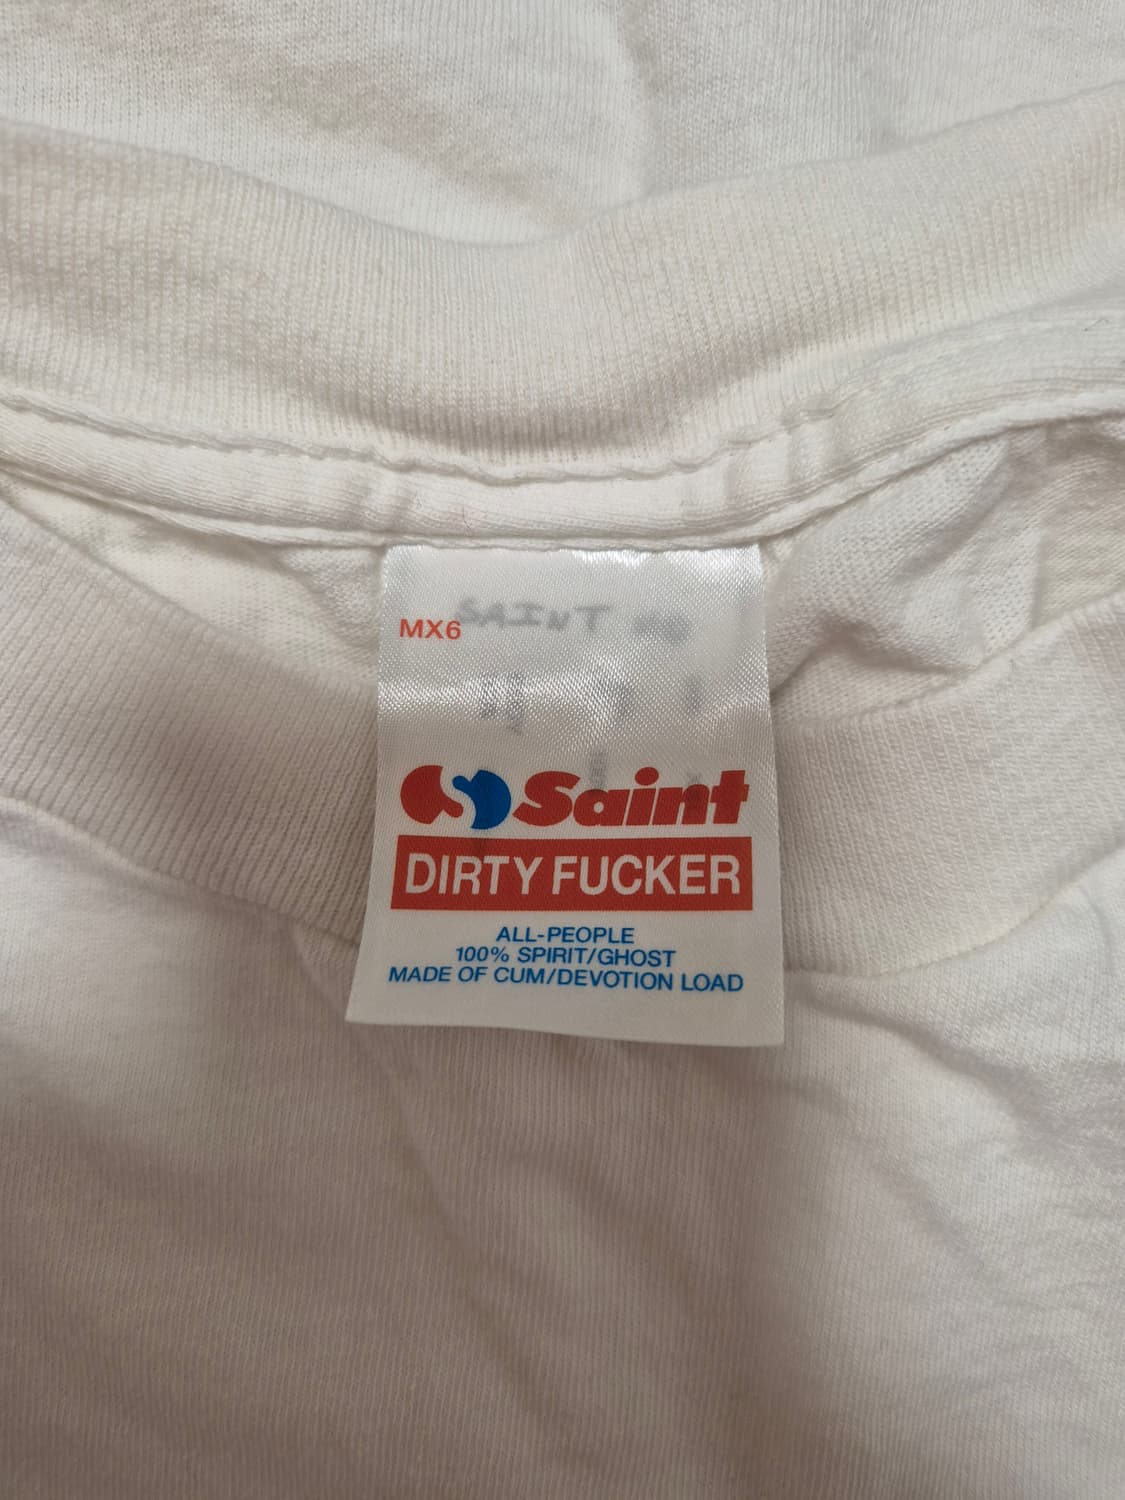 MX6
Saint
DIRTY FUCKER
ALL-PEOPLE
100% SPIRIT/GHOST
MADE OF CUM/DEVOTION LOAD